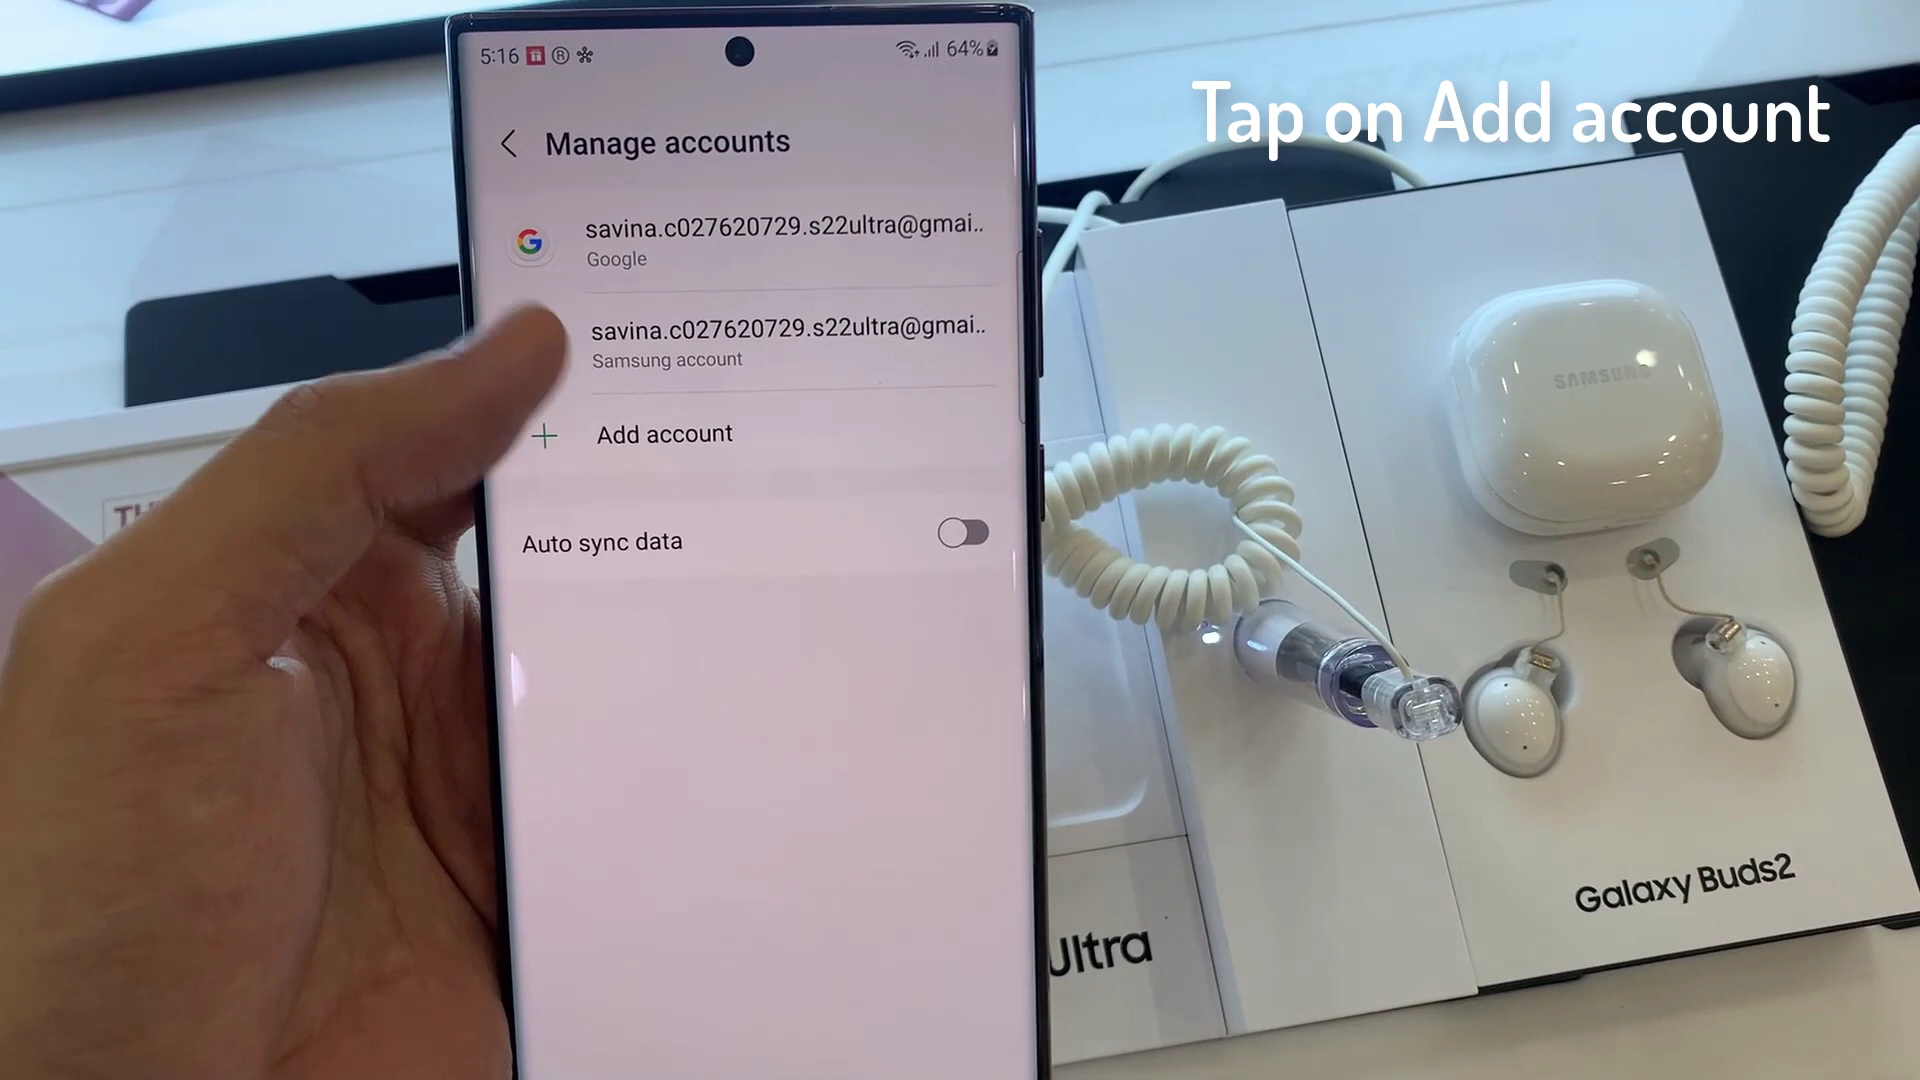 5:16
64%
Tap on Add account
Manage accounts
savina.c027620729.s22ultra@gmai..
Google
savina.c027620729.s22ultra@gmai..
Samsung account
Add account
Auto sync data
SAMSUNG
Galaxy Buds2
Ultra